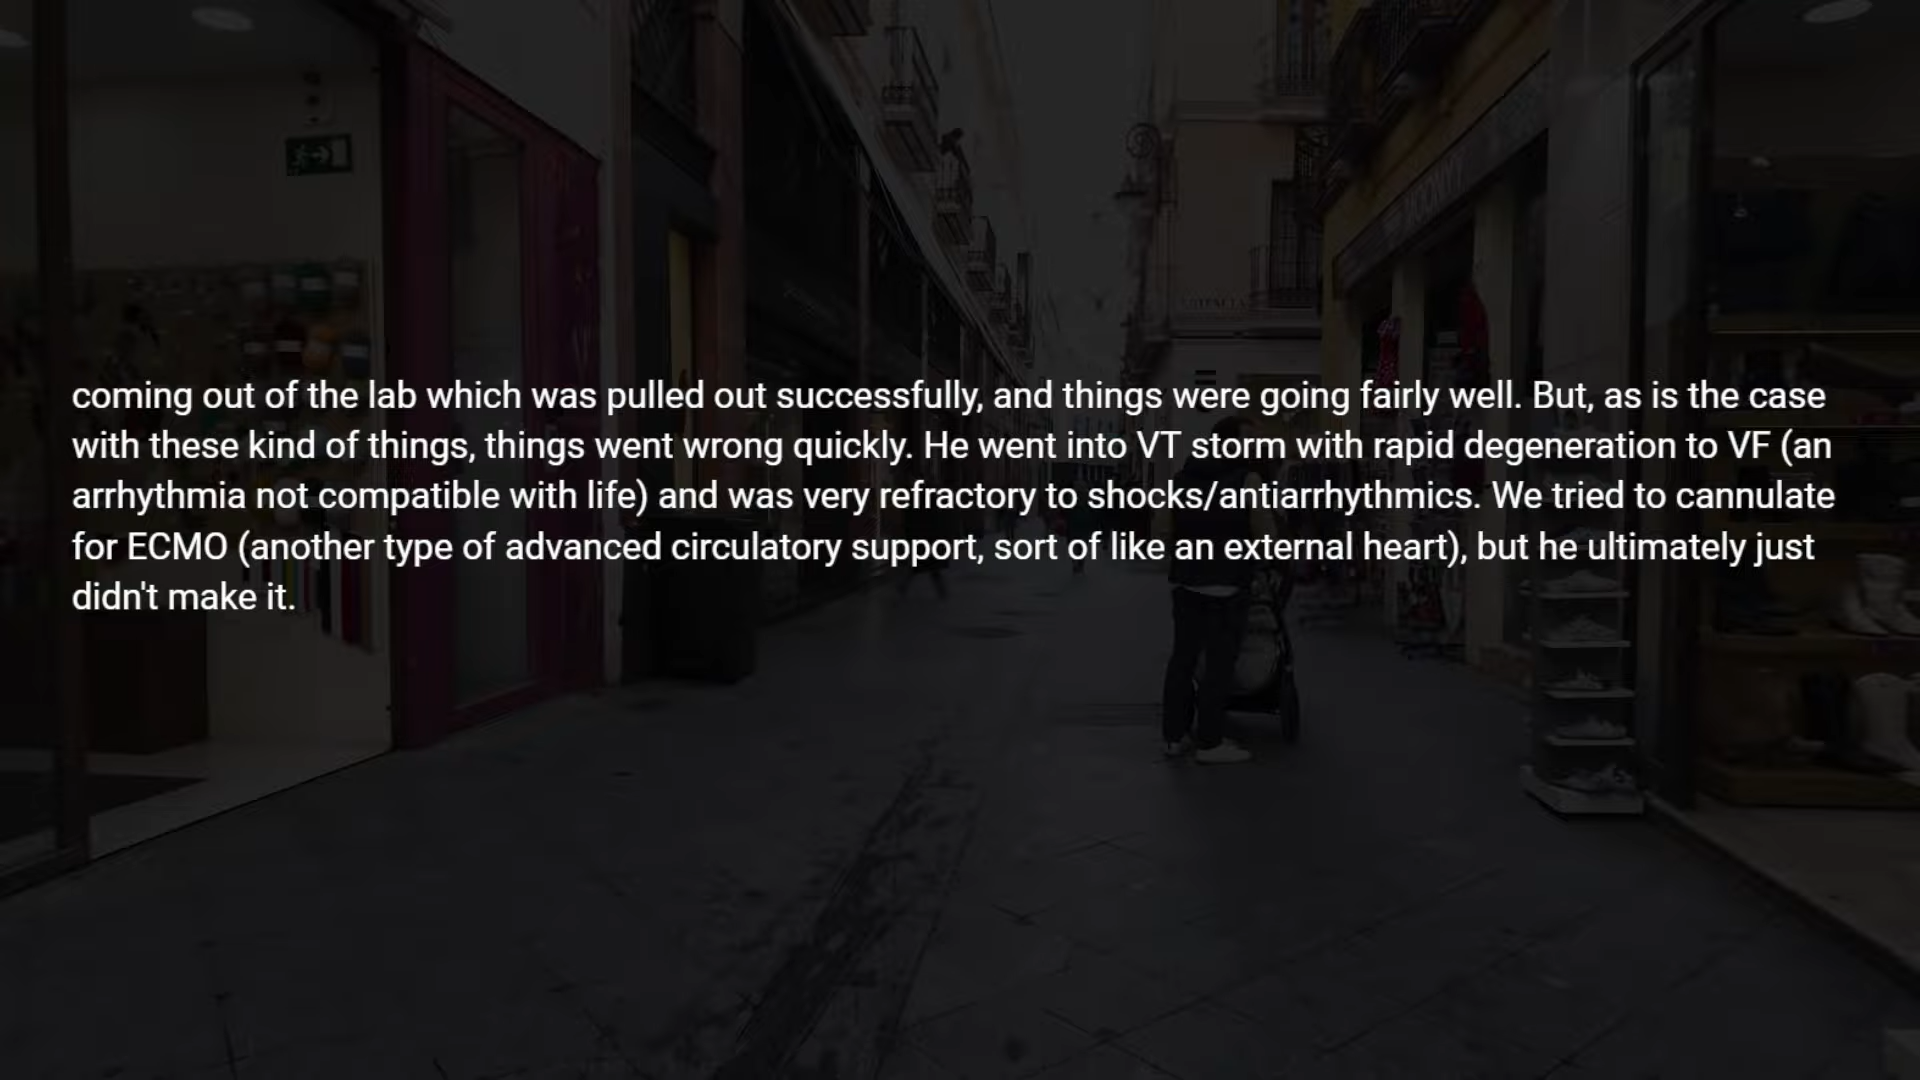 coming out of the lab which was pulled out successfully, and things were going fairly well. But, as is the case
with these kind of things, things went wrong quickly. He went into VT storm with rapid degeneration to VF (an
arrhythmia not compatible with life) and was very refractory to shocks/antiarrhythmics. We tried to cannulate
for ECMO (another type of advanced circulatory support, sort of like an external heart), but he ultimately just
didn't make it.